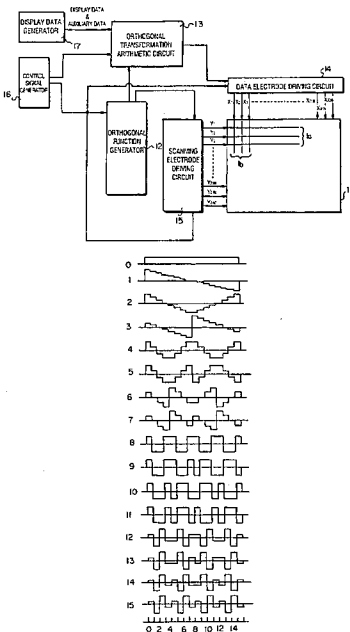 DISPLAY DATA
&
AUXILIARY DATA
13
DISPLAY DATA
GENERATOR
17
ORTHOGONAL
TRANSFORMATION
ARITHMETIC CIRCUIT
14
CONTROL
SIGNAL
GENERATOR
16
DATA ELECTRODE DRIVING CIRCUIT
ORTHOGONAL
FUNCTION
GENERATOR
12
SCANNING
ELECTRODE
DRIVING
CIRCUIT
15
1a
1b
1
0
1
2
3
4
5
6
7
8
9
10
11
12
13
14
15
0 2 4 6 8 10 12 14